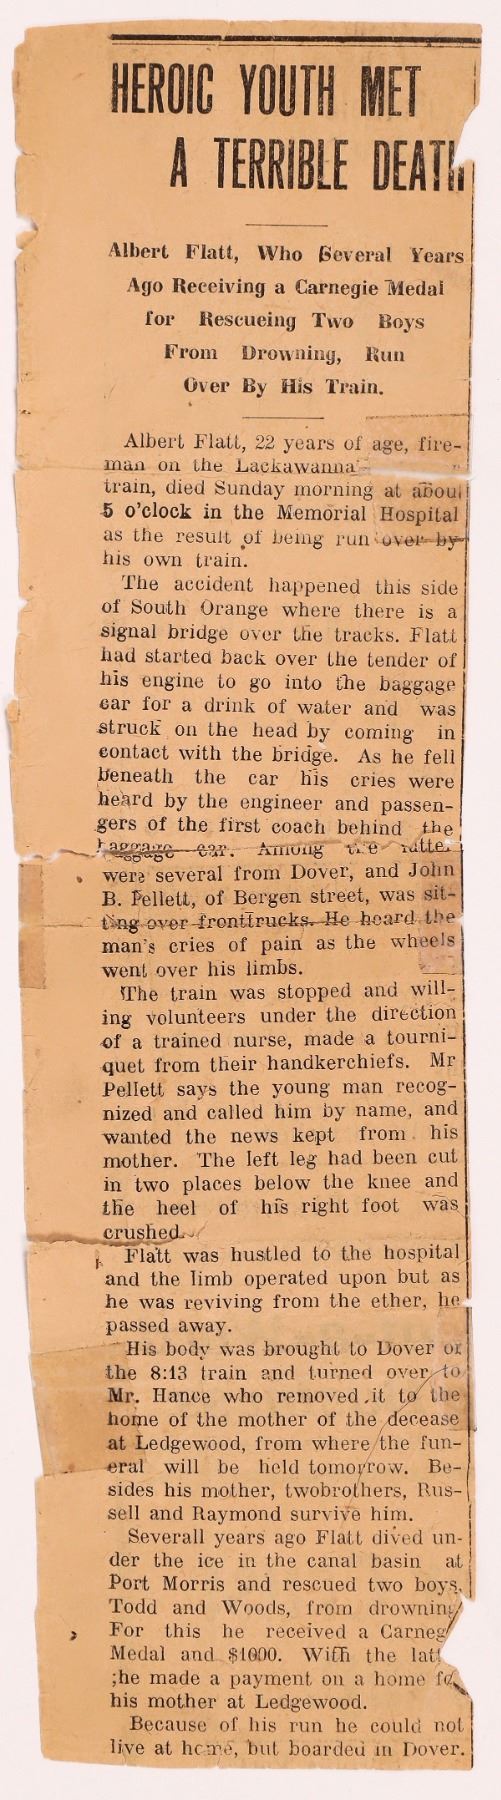 HEROIC YOUTH MET
A TERRIBLE DEATH
Albert Flatt, Who Several Years
Ago Receiving a Carnegie Medal
for Rescueing Two Boys
From Drowning, Run
Over By His Train.
Albert Flatt, 22 years of age, fire-
man on the Lackawanna
train, died Sunday morning at about
5 o'clock in the Memorial Hospital
as the result of being run over by
his own train.
The accident happened this side
of South Orange where there is a
signal bridge over the tracks. Flatt
had started back over the tender of
his engine to go into the baggage
car for a drink of water and was
struck on the head by coming in
contact with the bridge. As he fell
beneath the car his cries were
heard by the engineer and passen-
gers of the first coach behind the
baggage car. Among the latter
were several from Dover, and John
B. Pellett, of Bergen street, was sit-
ting over fronttrucks. He heard the
man's cries of pain as the wheels
went over his limbs.
The train was stopped and will-
ing volunteers under the direction
of a trained nurse, made a tourni-
quet from their handkerchiefs. Mr
Pellett says the young man recog-
nized and called him by name, and
wanted the news kept from his
mother. The left leg had been cut
in two places below the knee and
the heel of his right foot was
crushed.
Flatt was hustled to the hospital
and the limb operated upon but as
he was reviving from the ether, he
passed away.
His body was brought to Dover or
the 8:13 train and turned over to
Mr. Hance who removed it to the
home of the mother of the decease
at Ledgewood, from where the fun-
eral will be held tomorrow. Be-
sides his mother, twobrothers, Rus-
sell and Raymond survive him.
Severall years ago Flatt dived un-
der the ice in the canal basin at
Port Morris and rescued two boys,
Todd and Woods, from drowning
For this he received a Carneg
Medal and $1000. With the lat
;he made a payment on a home fo
his mother at Ledgewood.
Because of his run he could not
live at home, but boarded in Dover.